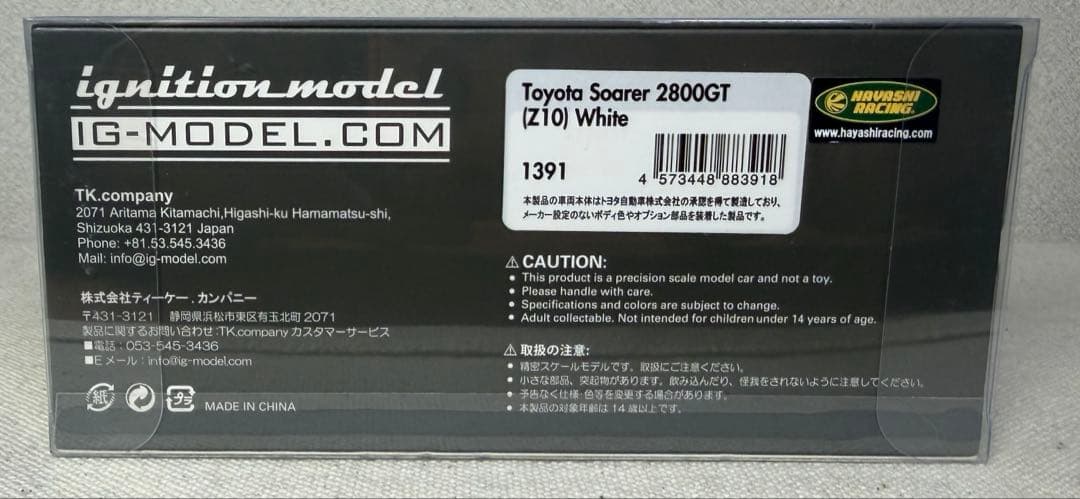 ignition model
IG-MODEL.COM
TK.company
2071 Aritama Kitamachi,Higashi-ku Hamamatsu-shi,
Shizuoka 431-3121 Japan
Phone: +81.53.545.3436
Mail: info@ig-model.com
株式会社ティーケー.カンパニー
〒431-3121 静岡県浜松市東区有玉北町 2071
製品に関するお問い合わせ:TK.company カスタマーサービス
■電話:053-545-3436
■Eメール:info@ig-model.com
紙
プラ
MADE IN CHINA
Toyota Soarer 2800GT
(Z10) White
1391
4 573448 883918
本製品の車両本体はトヨタ自動車株式会社の承認を得て製造しており、
メーカー設定のないボディ色やオプション部品を装着した製品です。
HAYASHI
RACING.
www.hayashiracing.com
⚠CAUTION:
• This product is a precision scale model car and not a toy.
• Please handle with care.
• Specifications and colors are subject to change.
• Adult collectable. Not intended for children under 14 years of age.
⚠取扱の注意:
• 精密スケールモデルです。取扱にご注意ください。
• 小さな部品、突起物があります。飲み込んだり、怪我をされないように注意してください。
• 予告なく仕様·色等を変更する場合があります。
• 本製品の対象年齢は14歳以上です。